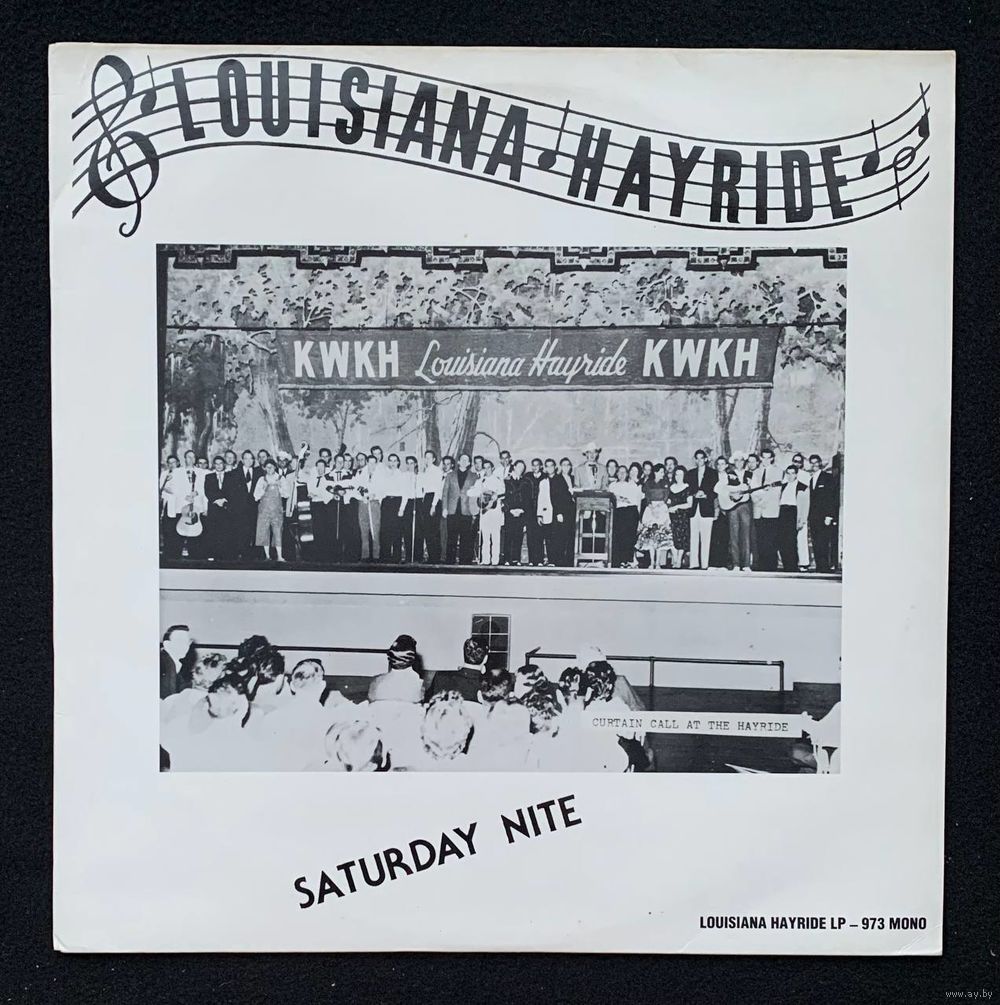 LOUISIANA HAYRIDE
KWKH Louisiana Hayride KWKH
CURTAIN CALL AT THE HAYRIDE
SATURDAY NITE
LOUISIANA HAYRIDE LP – 973 MONO
www.ay.by